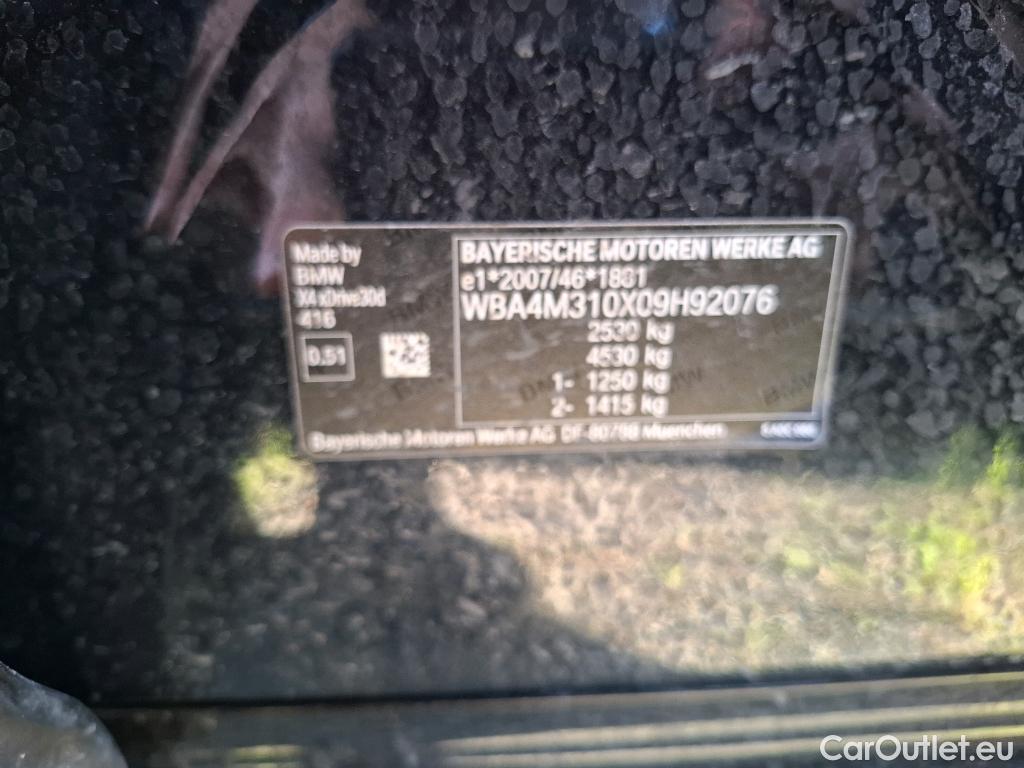 Made by
BMW
X4 xDrive30d
416
0.51
BAYERISCHE MOTOREN WERKE AG
e1*2007/46*1881
WBA4M310X09H92076
2530 kg
4530 kg
1- 1250 kg
2- 1415 kg
Bayerische Motoren Werke AG DF-80788 Muenchen
CarOutlet.eu